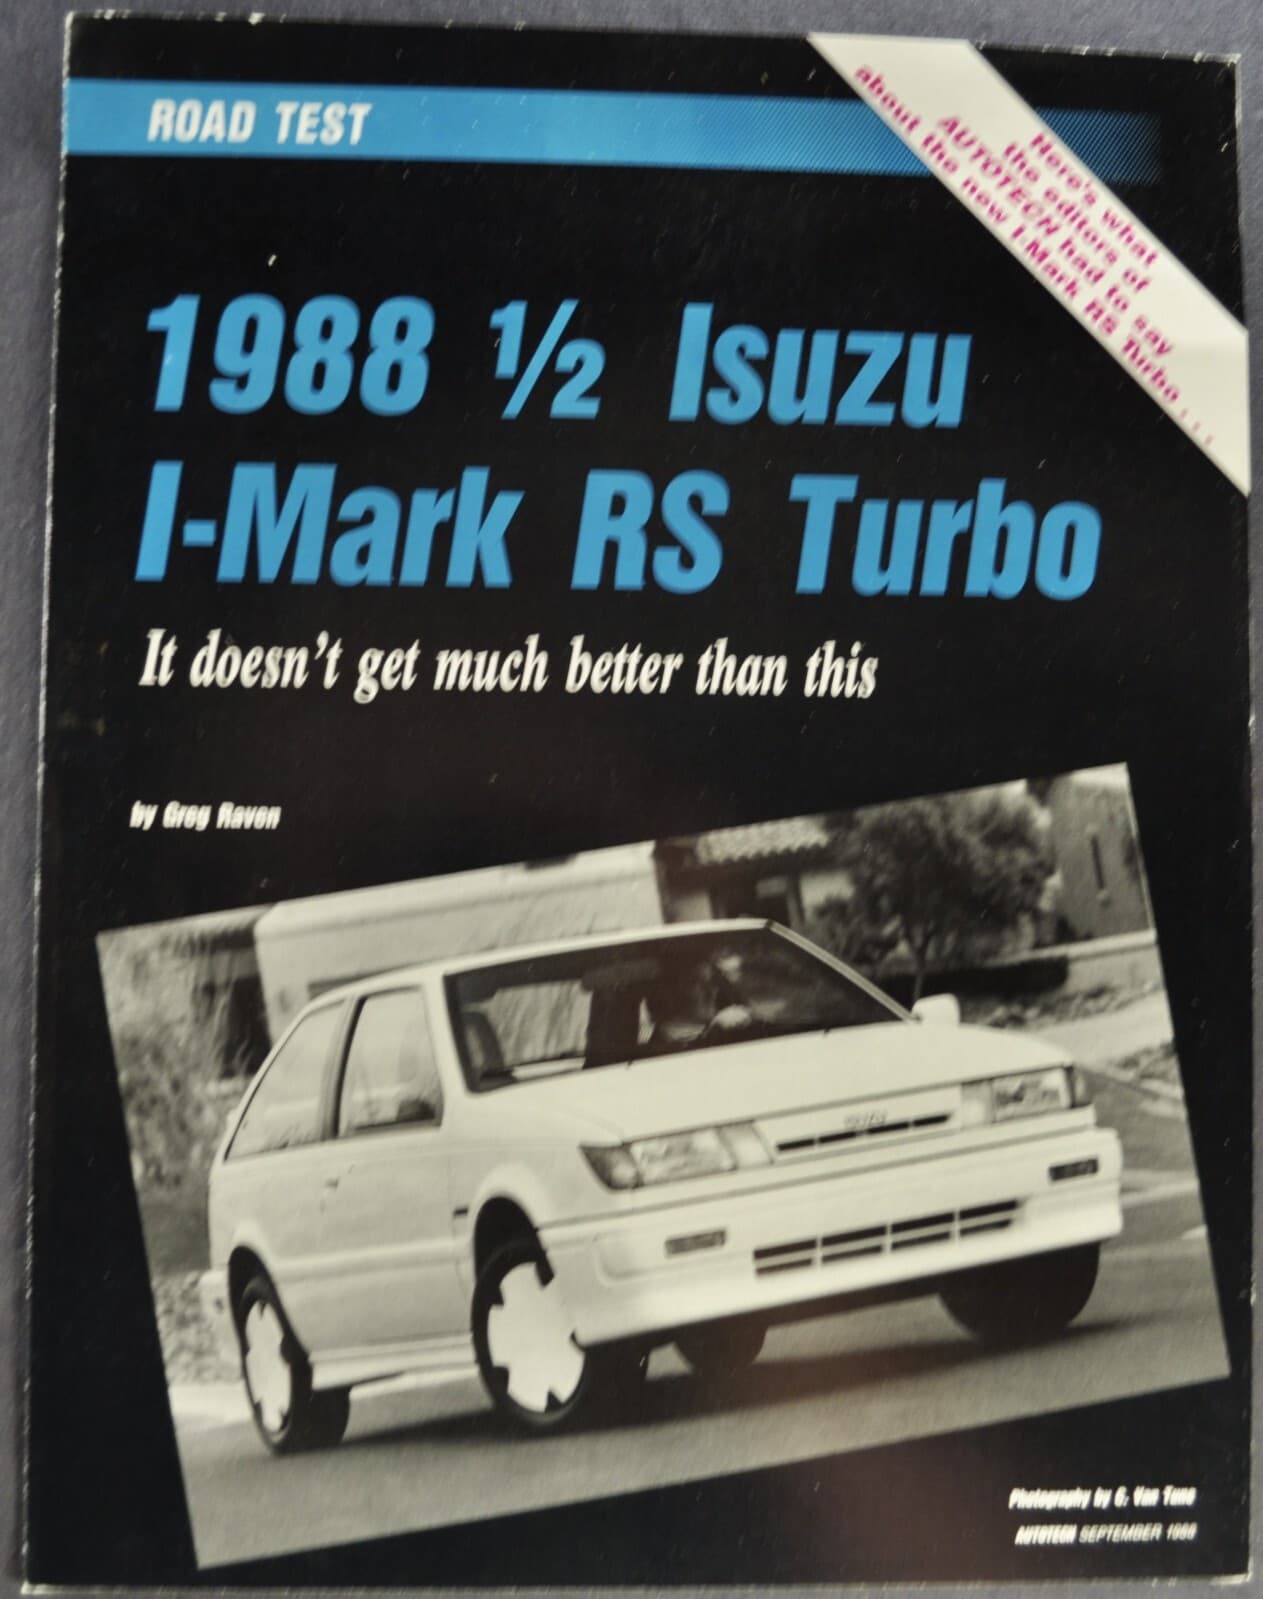 ROAD TEST
Here's what
the editors of
AUTOTECH had to say
about the new I-Mark RS Turbo...
1988 ½ Isuzu
I-Mark RS Turbo
It doesn't get much better than this
by Greg Raven
ISUZU
Photography by C. Van Tune
AUTOTECH SEPTEMBER 1988